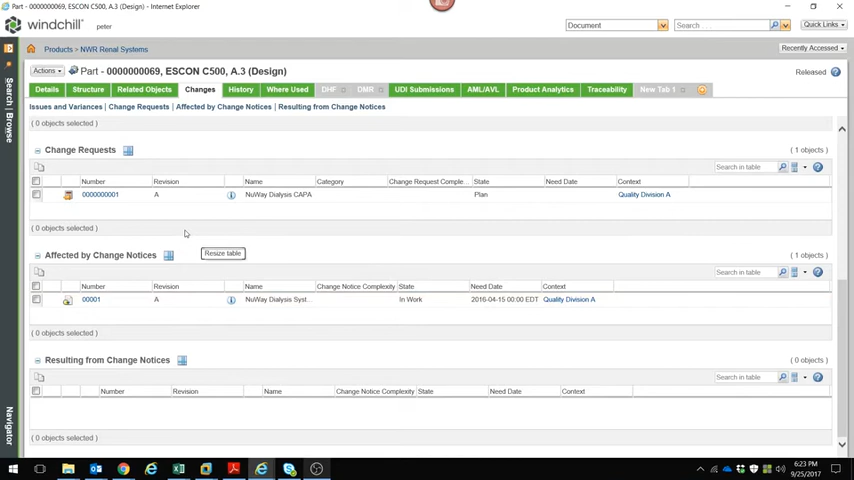 Part - 0000000069, ESCON C500, A.3 (Design) - Internet Explorer
windchill peter Document Search . . . Quick Links
Products > NWR Renal Systems Recently Accessed
Actions Part - 0000000069, ESCON C500, A.3 (Design) Released
Details Structure Related Objects Changes History Where Used DHF DMR UDI Submissions AML/AVL Product Analytics Traceability New Tab 1
Issues and Variances | Change Requests | Affected by Change Notices | Resulting from Change Notices
( 0 objects selected )
Change Requests ( 1 objects )
Search in table
Number Revision Name Category Change Request Comple... State Need Date Context
0000000001 A NuWay Dialysis CAPA Plan Quality Division A
( 0 objects selected )
Resize table
Affected by Change Notices ( 1 objects )
Search in table
Number Revision Name Change Notice Complexity State Need Date Context
00001 A NuWay Dialysis Syst... In Work 2016-04-15 00:00 EDT Quality Division A
( 0 objects selected )
Resulting from Change Notices ( 0 objects )
Search in table
Number Revision Name Change Notice Complexity State Need Date Context
( 0 objects selected )
Search | Browse
Navigator
6:23 PM
9/25/2017